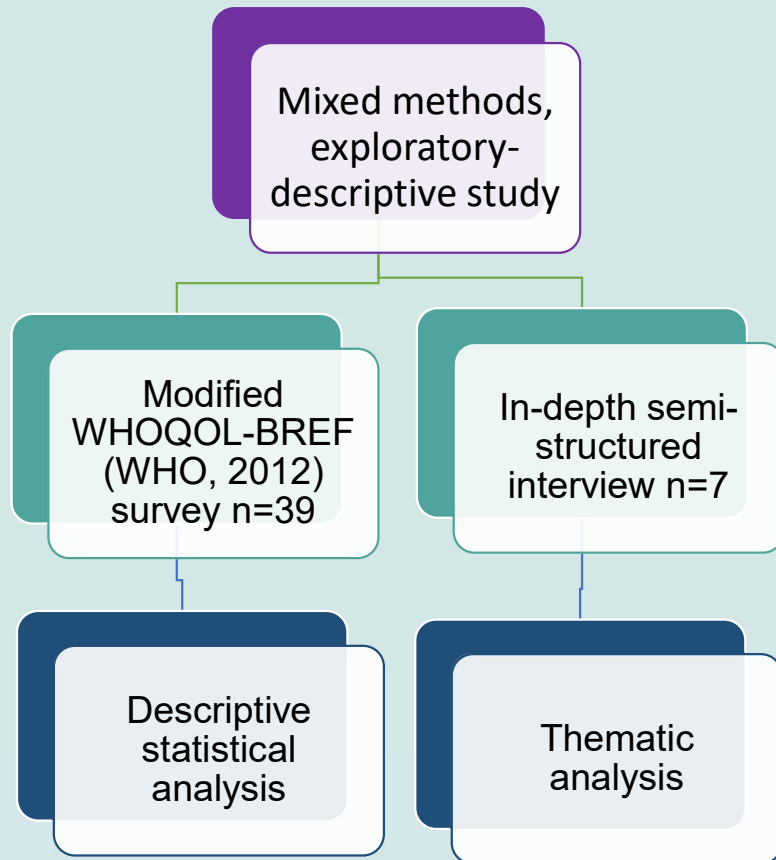 Mixed methods,
exploratory-
descriptive study
Modified
WHOQOL-BREF
(WHO, 2012)
survey n=39
In-depth semi-
structured
interview n=7
Descriptive
statistical
analysis
Thematic
analysis